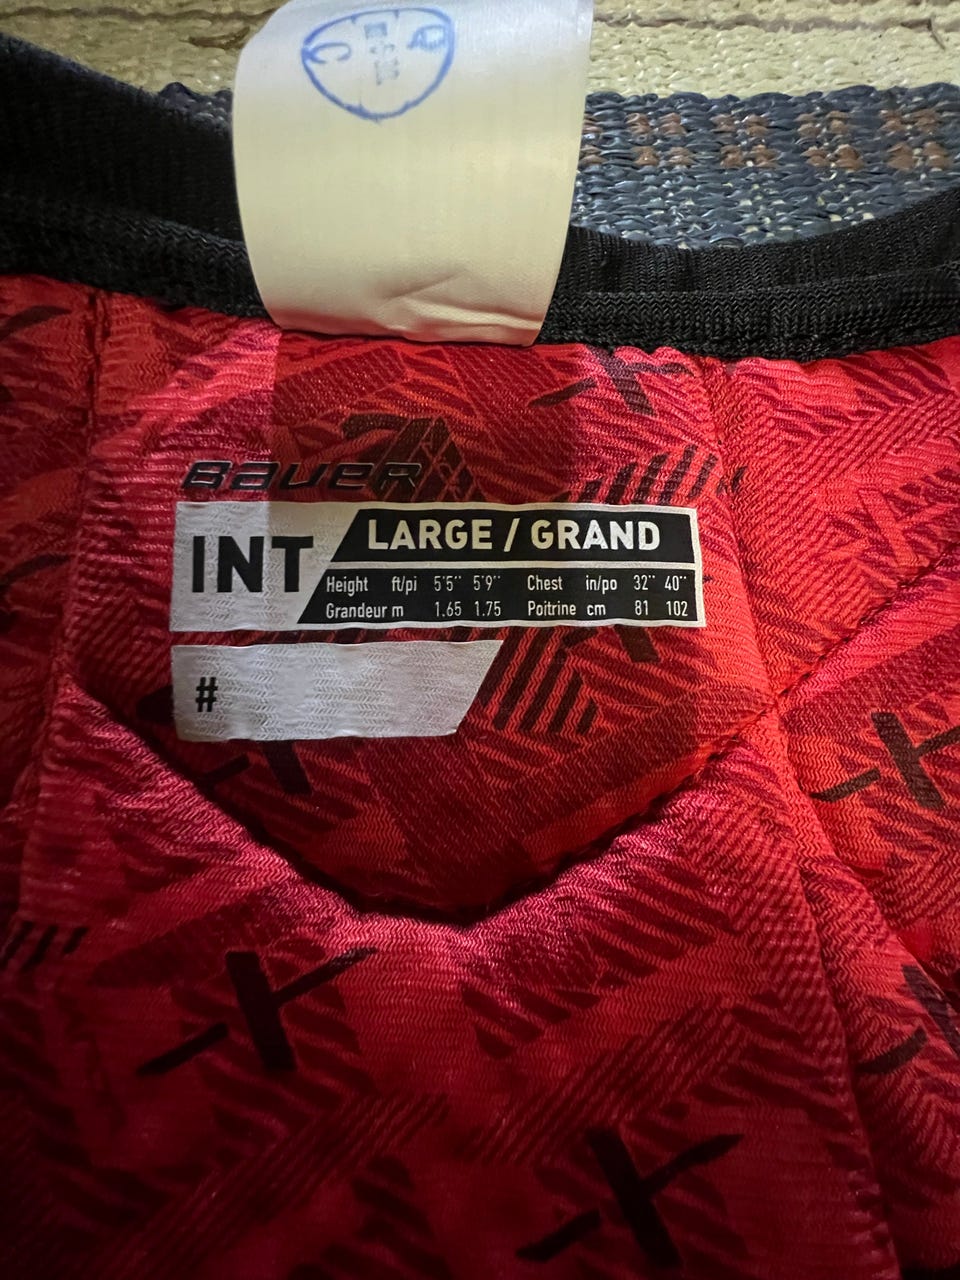 BAUER
INT
LARGE / GRAND
Height ft/pi 5'5'' 5'9'' Chest in/po 32'' 40''
Grandeur m 1.65 1.75 Poitrine cm 81 102
#